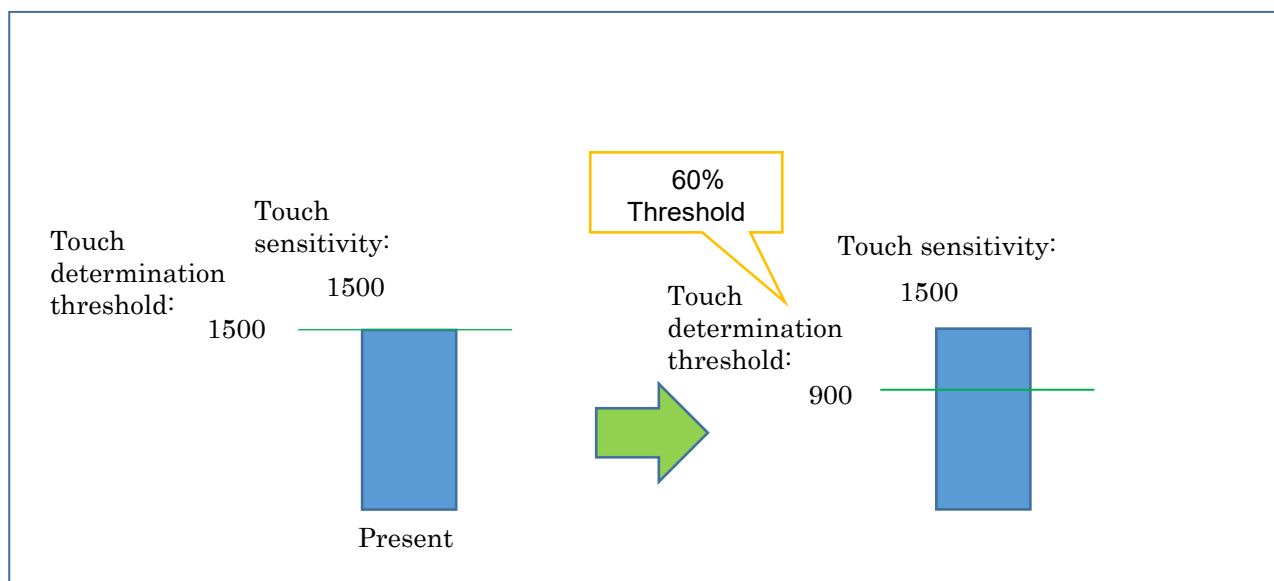 Touch
determination
threshold:
1500
Touch
sensitivity:
1500
Present
60%
Threshold
Touch
determination
threshold:
900
Touch sensitivity:
1500